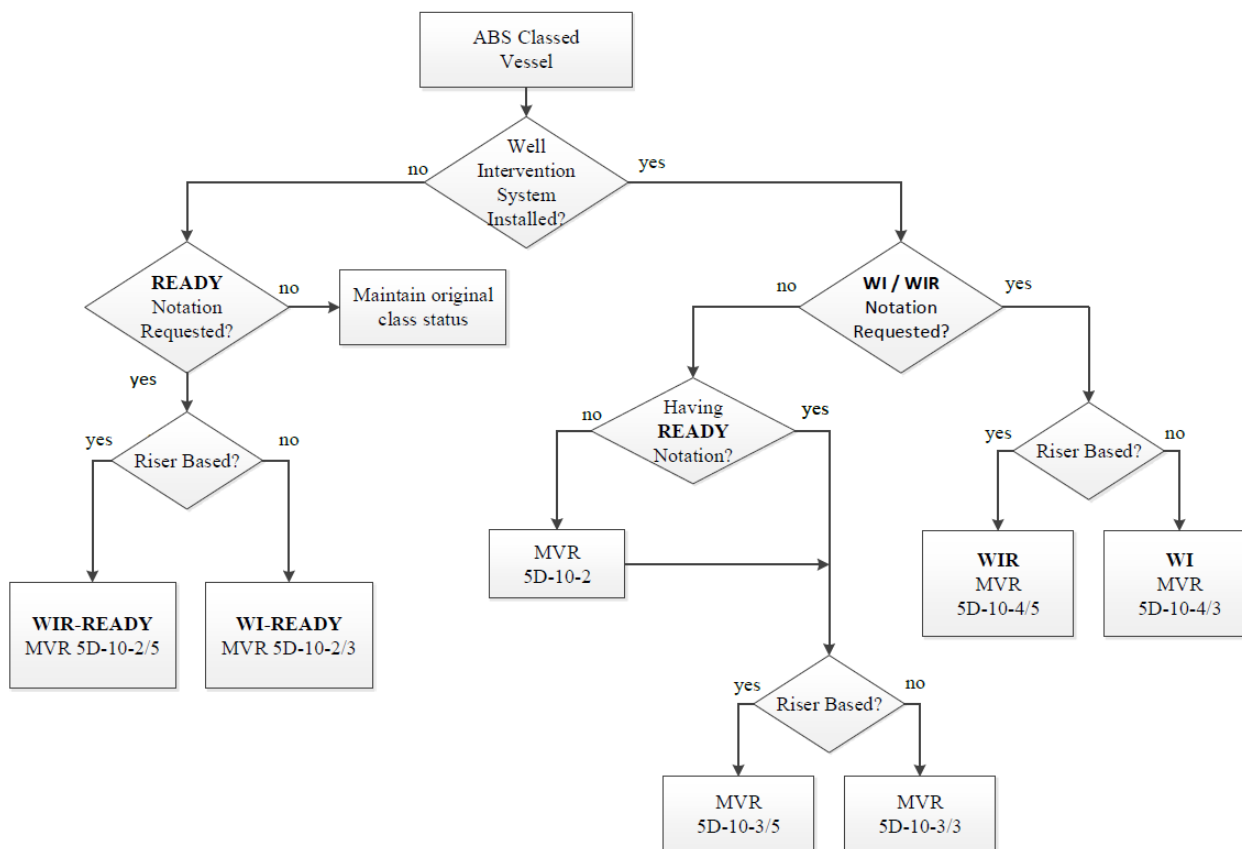 ABS Classed
Vessel
Well
Intervention
System
Installed?
no
yes
READY
Notation
Requested?
no
yes
Maintain original
class status
WI / WIR
Notation
Requested?
no
yes
Riser Based?
yes
no
WIR-READY
MVR 5D-10-2/5
WI-READY
MVR 5D-10-2/3
Having
READY
Notation?
no
yes
MVR
5D-10-2
Riser Based?
yes
no
MVR
5D-10-3/5
MVR
5D-10-3/3
Riser Based?
yes
no
WIR
MVR
5D-10-4/5
WI
MVR
5D-10-4/3